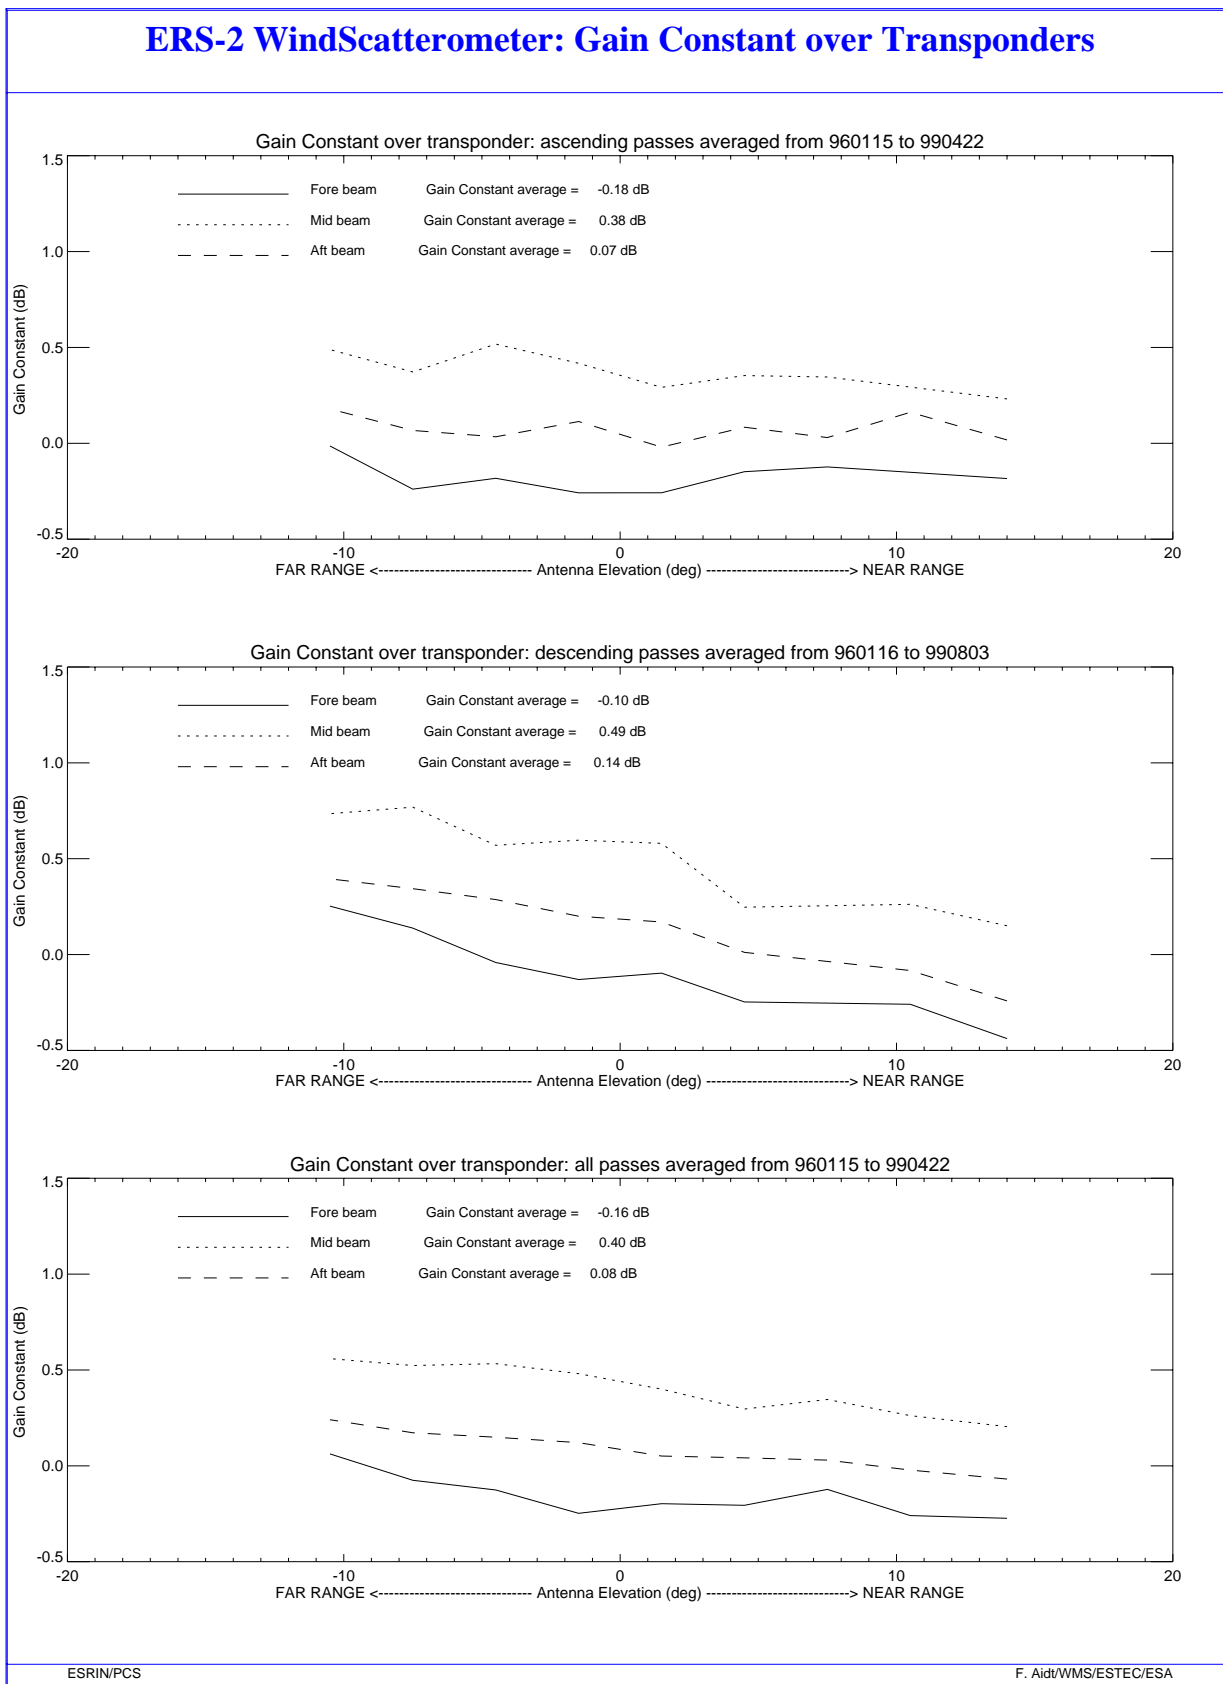 ERS-2 WindScatterometer: Gain Constant over Transponders
Gain Constant over transponder: ascending passes averaged from 960115 to 990422
1.5
1.0
0.5
0.0
-0.5
Gain Constant (dB)
Fore beam Gain Constant average = -0.18 dB
Mid beam Gain Constant average = 0.38 dB
Aft beam Gain Constant average = 0.07 dB
-20 -10 0 10 20
FAR RANGE <------------------------------ Antenna Elevation (deg) ----------------------------> NEAR RANGE
Gain Constant over transponder: descending passes averaged from 960116 to 990803
1.5
1.0
0.5
0.0
-0.5
Gain Constant (dB)
Fore beam Gain Constant average = -0.10 dB
Mid beam Gain Constant average = 0.49 dB
Aft beam Gain Constant average = 0.14 dB
-20 -10 0 10 20
FAR RANGE <------------------------------ Antenna Elevation (deg) ----------------------------> NEAR RANGE
Gain Constant over transponder: all passes averaged from 960115 to 990422
1.5
1.0
0.5
0.0
-0.5
Gain Constant (dB)
Fore beam Gain Constant average = -0.16 dB
Mid beam Gain Constant average = 0.40 dB
Aft beam Gain Constant average = 0.08 dB
-20 -10 0 10 20
FAR RANGE <------------------------------ Antenna Elevation (deg) ----------------------------> NEAR RANGE
ESRIN/PCS F. Aidt/WMS/ESTEC/ESA